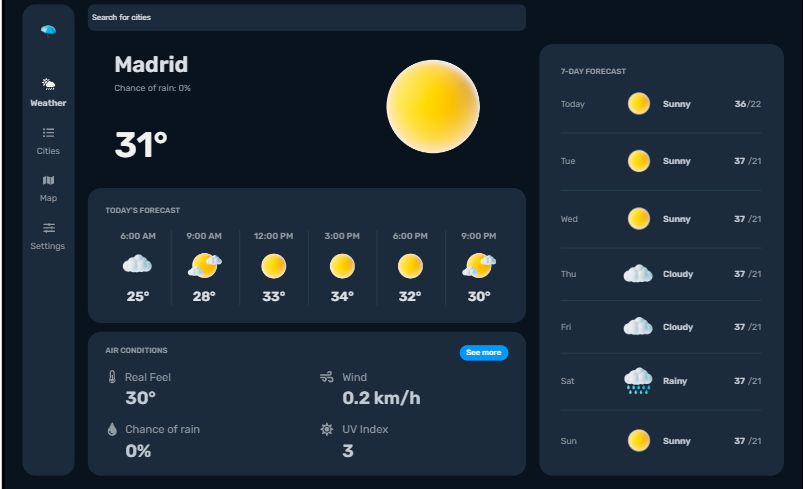 Search for cities
Weather
Cities
Map
Settings
Madrid
Chance of rain: 0%
31°
TODAY'S FORECAST
6:00 AM 9:00 AM 12:00 PM 3:00 PM 6:00 PM 9:00 PM
25° 28° 33° 34° 32° 30°
AIR CONDITIONS
See more
Real Feel
30°
Wind
0.2 km/h
Chance of rain
0%
UV Index
3
7-DAY FORECAST
Today Sunny 36/22
Tue Sunny 37 /21
Wed Sunny 37 /21
Thu Cloudy 37 /21
Fri Cloudy 37 /21
Sat Rainy 37 /21
Sun Sunny 37 /21